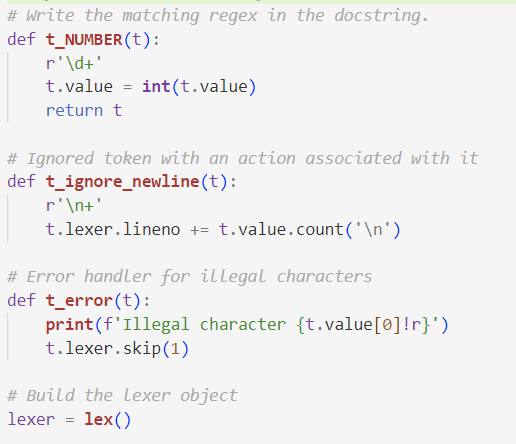 # Write the matching regex in the docstring.
def t_NUMBER(t):
    r'\d+'
    t.value = int(t.value)
    return t
# Ignored token with an action associated with it
def t_ignore_newline(t):
    r'\n+'
    t.lexer.lineno += t.value.count('\n')
# Error handler for illegal characters
def t_error(t):
    print(f'Illegal character {t.value[0]!r}')
    t.lexer.skip(1)
# Build the lexer object
lexer = lex()